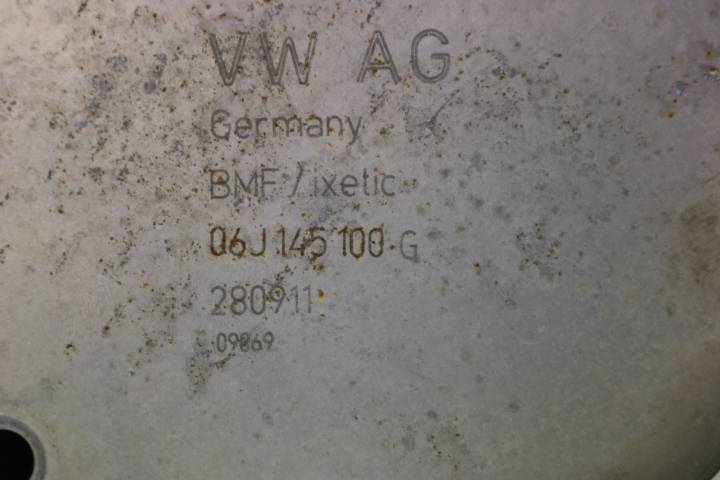 VW AG
Germany
BMF / ixetic
06J 145 100 G
280911
09869